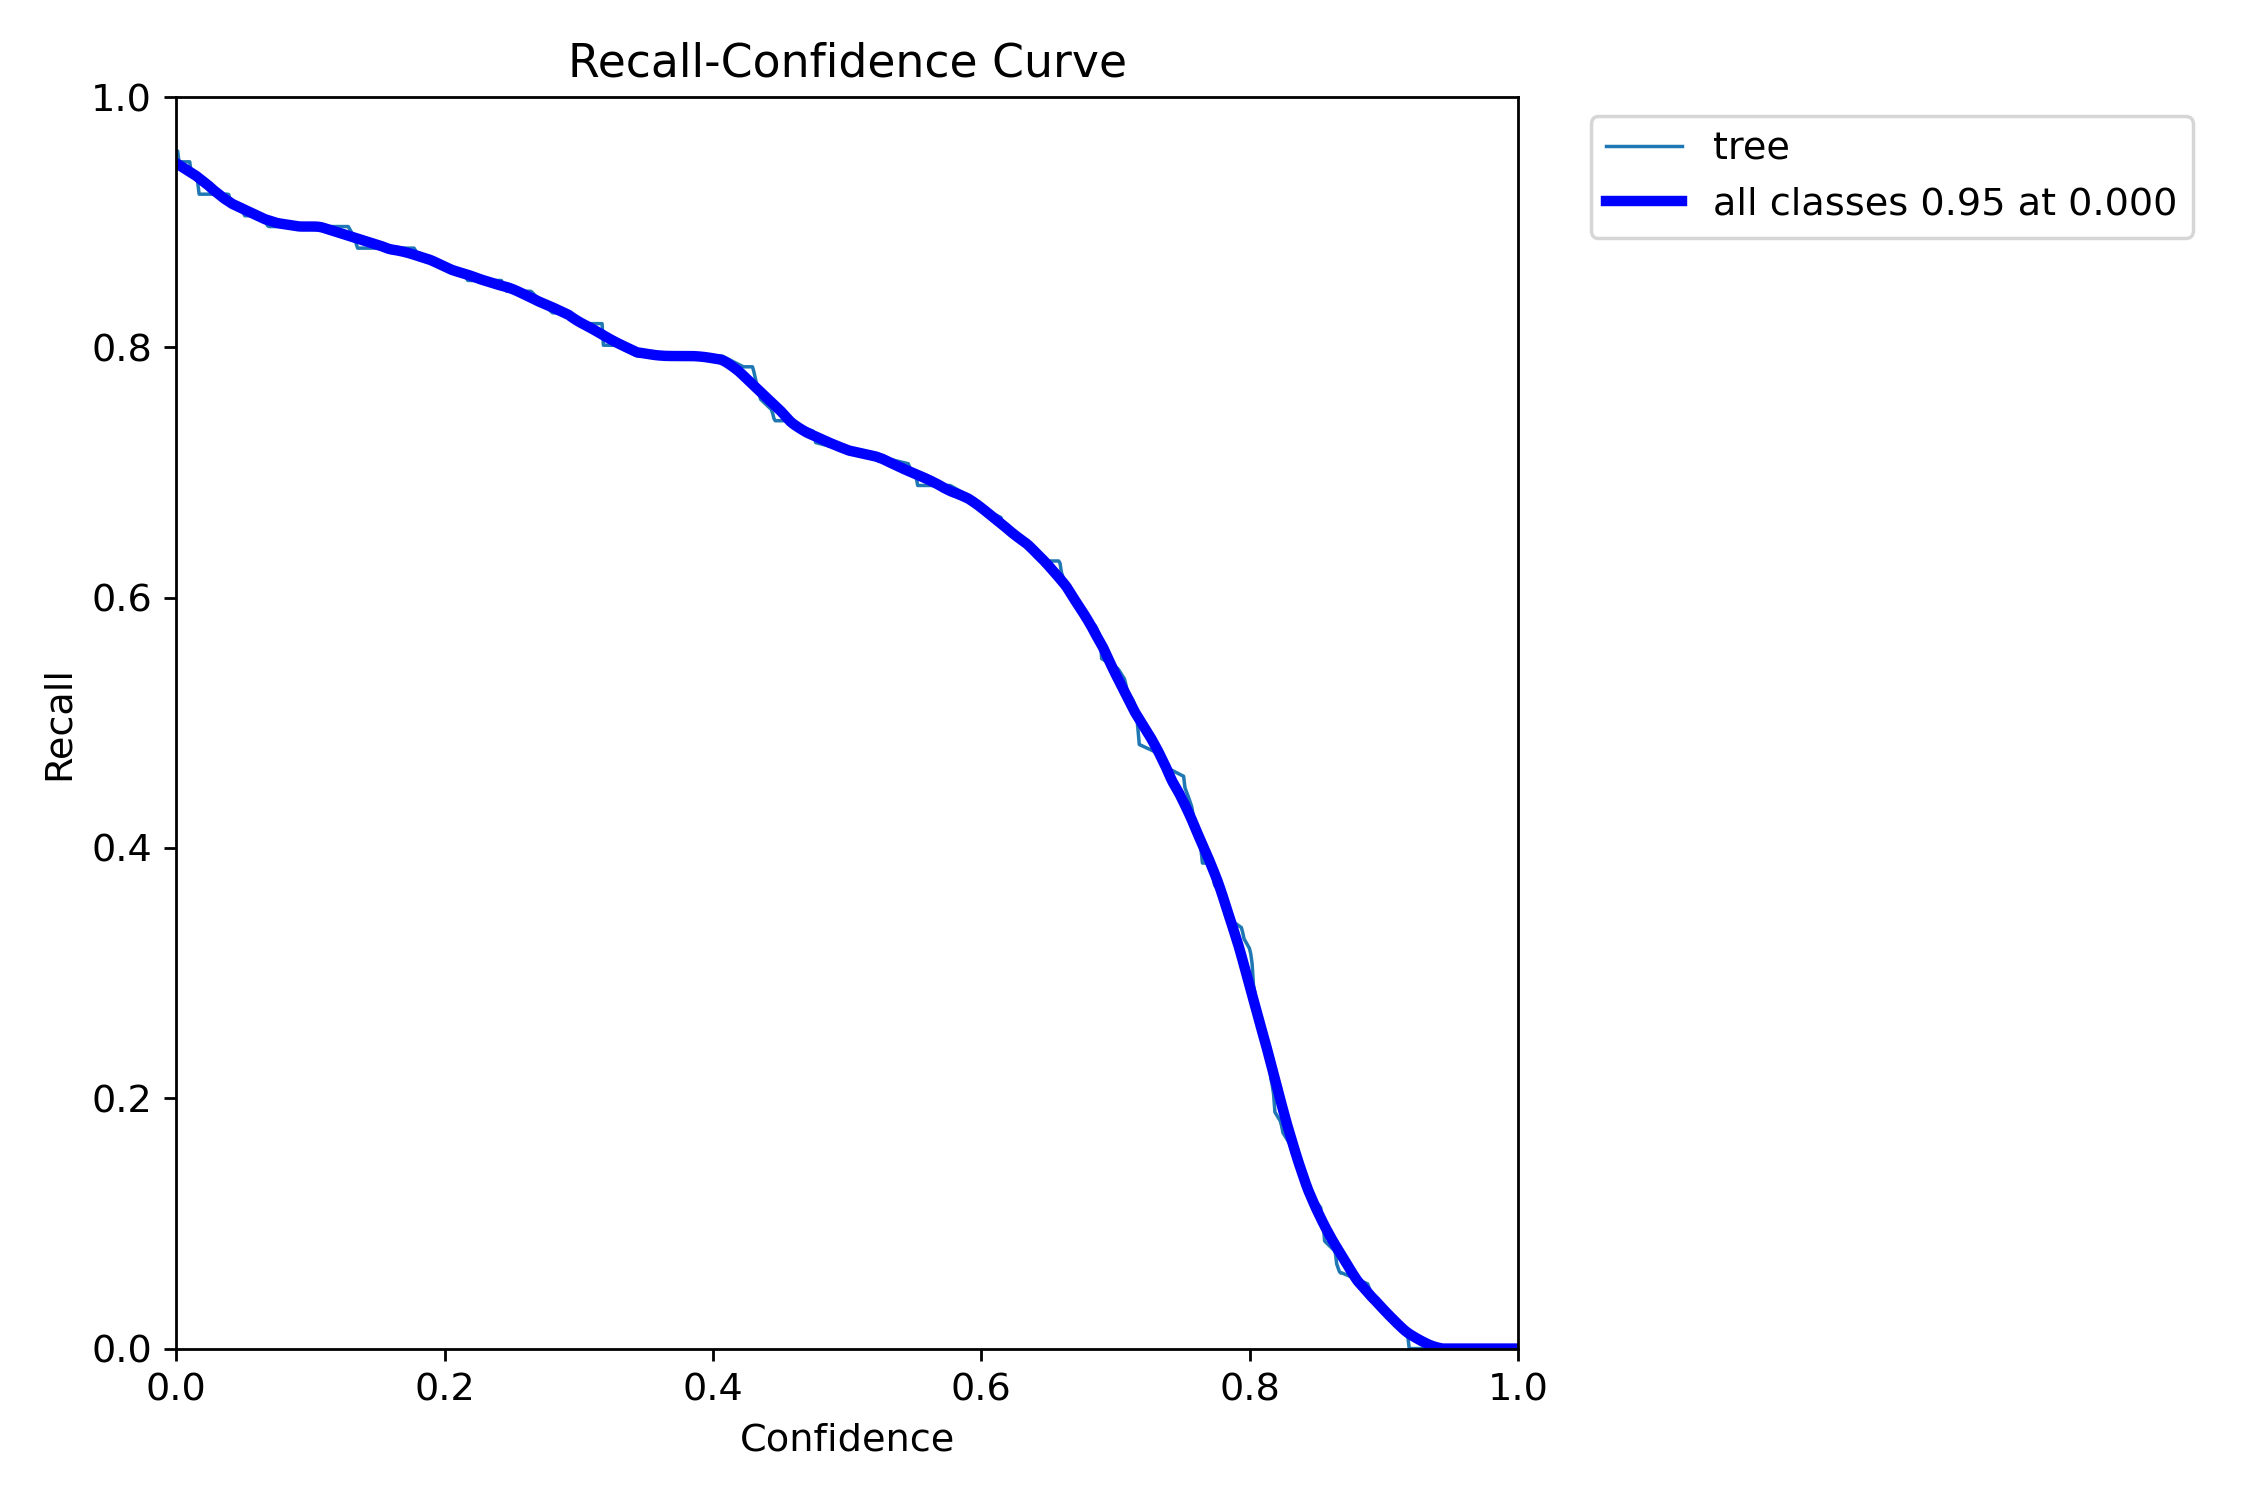 Recall-Confidence Curve
1.0
0.8
0.6
0.4
0.2
0.0
Recall
0.0 0.2 0.4 0.6 0.8 1.0
Confidence
tree
all classes 0.95 at 0.000